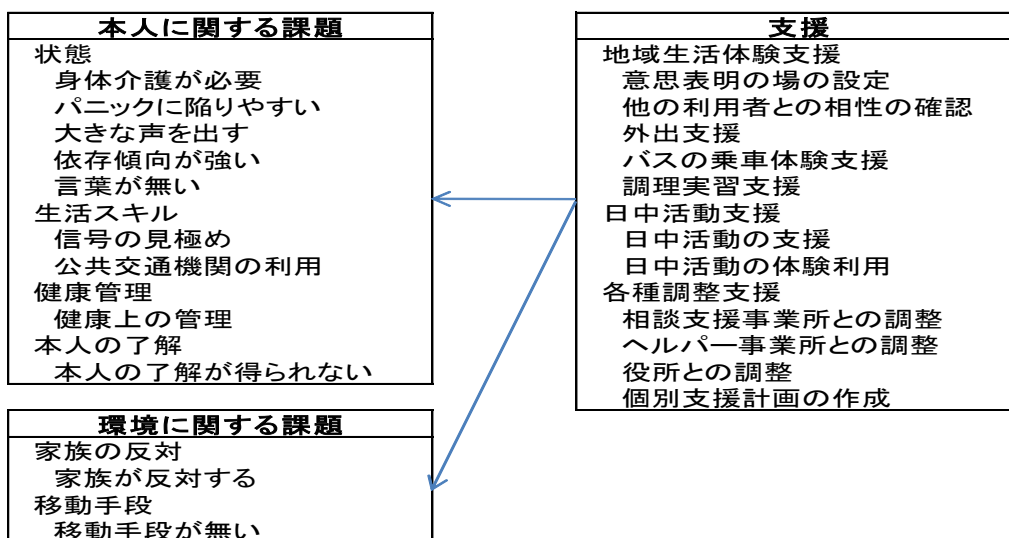 本人に関する課題
状態
身体介護が必要
パニックに陥りやすい
大きな声を出す
依存傾向が強い
言葉が無い
生活スキル
信号の見極め
公共交通機関の利用
健康管理
健康上の管理
本人の了解
本人の了解が得られない
環境に関する課題
家族の反対
家族が反対する
移動手段
移動手段が無い
支援
地域生活体験支援
意思表明の場の設定
他の利用者との相性の確認
外出支援
バスの乗車体験支援
調理実習支援
日中活動支援
日中活動の支援
日中活動の体験利用
各種調整支援
相談支援事業所との調整
ヘルパー事業所との調整
役所との調整
個別支援計画の作成